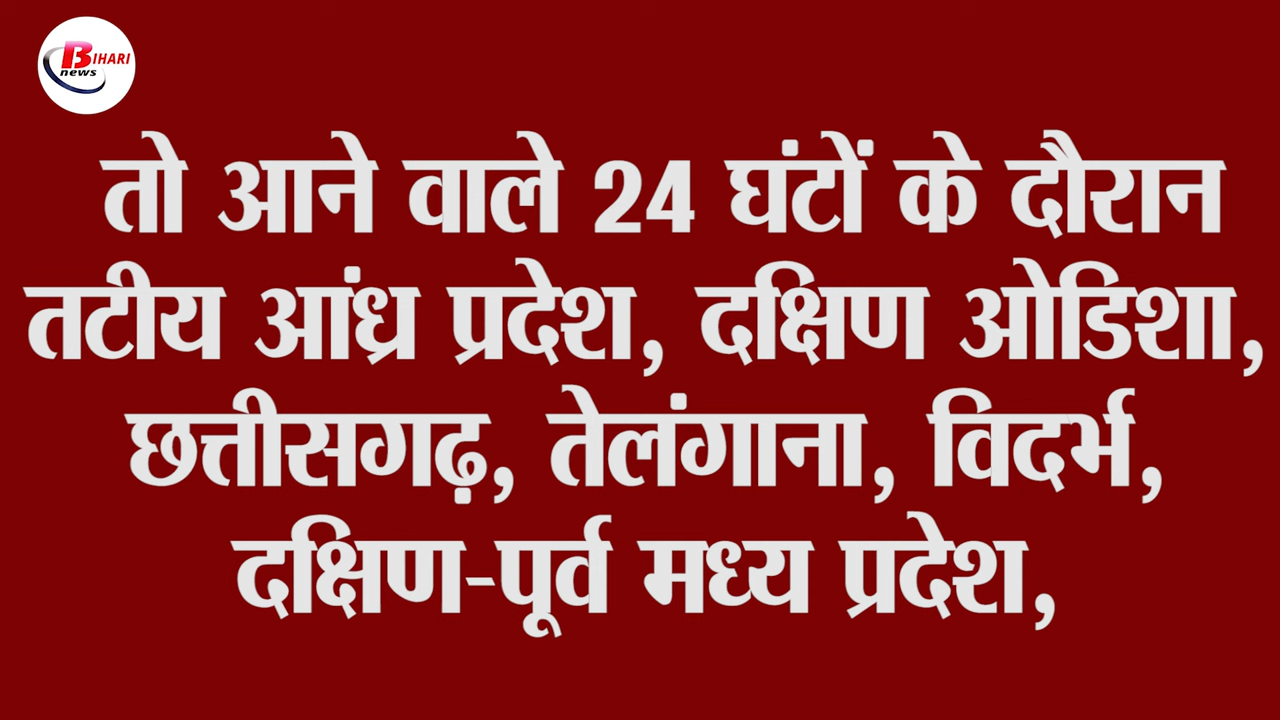 BIHARI
news
तो आने वाले 24 घंटों के दौरान
तटीय आंध्र प्रदेश, दक्षिण ओडिशा,
छत्तीसगढ़, तेलंगाना, विदर्भ,
दक्षिण-पूर्व मध्य प्रदेश,